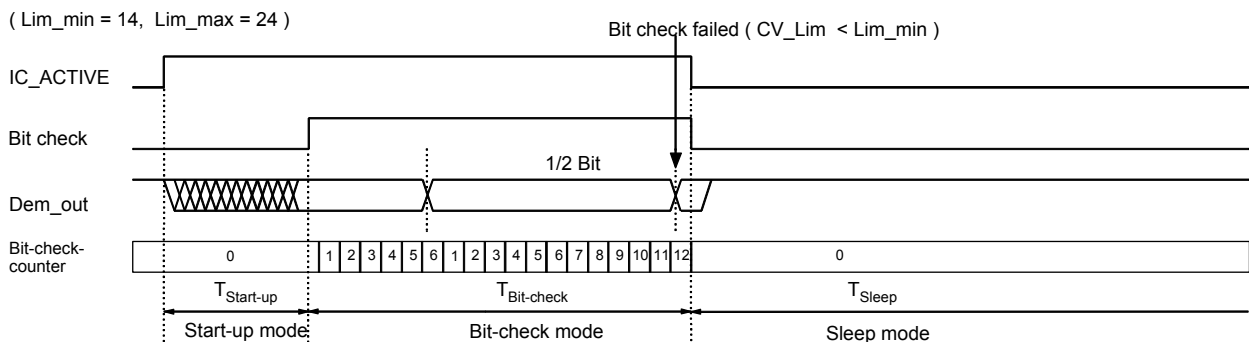 ( Lim_min = 14, Lim_max = 24 )
Bit check failed ( CV_Lim < Lim_min )
IC_ACTIVE
Bit check
1/2 Bit
Dem_out
Bit-check-
counter
0 1 2 3 4 5 6 1 2 3 4 5 6 7 8 9 10 11 12 0
TStart-up TBit-check TSleep
Start-up mode Bit-check mode Sleep mode